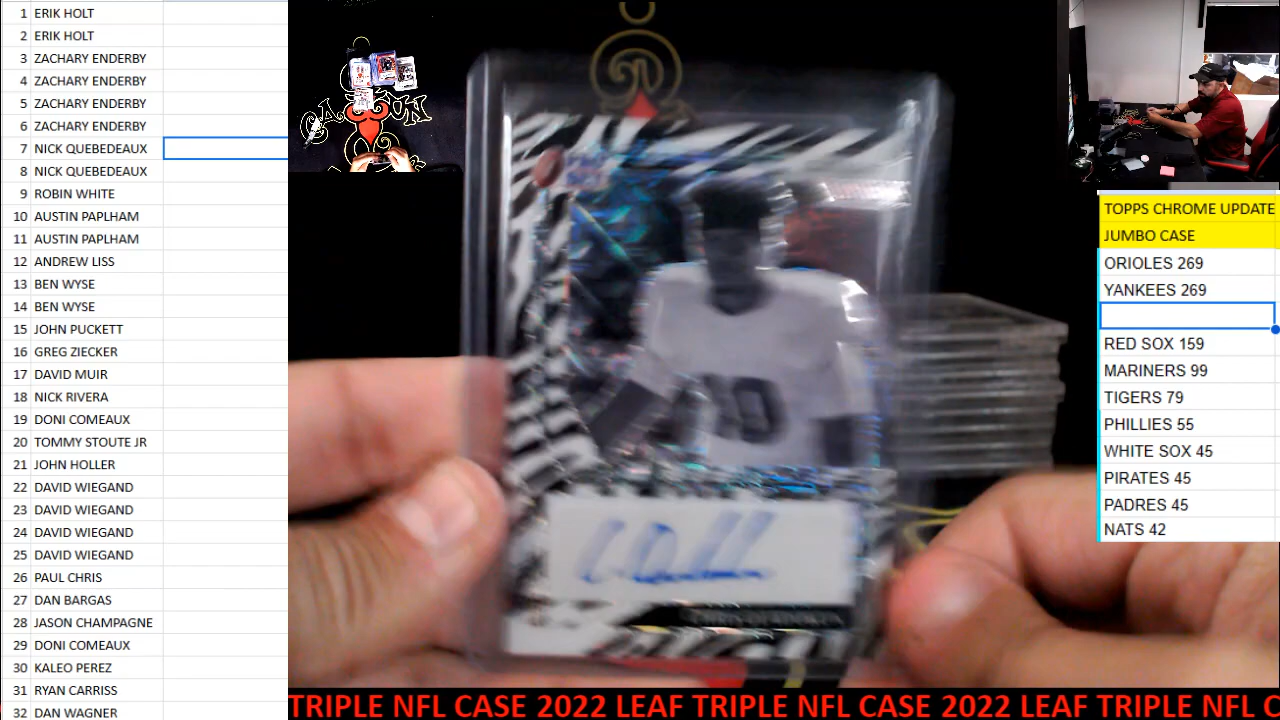 1 ERIK HOLT
2 ERIK HOLT
3 ZACHARY ENDERBY
4 ZACHARY ENDERBY
5 ZACHARY ENDERBY
6 ZACHARY ENDERBY
7 NICK QUEBEDEAUX
8 NICK QUEBEDEAUX
9 ROBIN WHITE
10 AUSTIN PAPLHAM
11 AUSTIN PAPLHAM
12 ANDREW LISS
13 BEN WYSE
14 BEN WYSE
15 JOHN PUCKETT
16 GREG ZIECKER
17 DAVID MUIR
18 NICK RIVERA
19 DONI COMEAUX
20 TOMMY STOUTE JR
21 JOHN HOLLER
22 DAVID WIEGAND
23 DAVID WIEGAND
24 DAVID WIEGAND
25 DAVID WIEGAND
26 PAUL CHRIS
27 DAN BARGAS
28 JASON CHAMPAGNE
29 DONI COMEAUX
30 KALEO PEREZ
31 RYAN CARRISS
32 DAN WAGNER
10
TOPPS CHROME UPDATE
JUMBO CASE
ORIOLES 269
YANKEES 269
RED SOX 159
MARINERS 99
TIGERS 79
PHILLIES 55
WHITE SOX 45
PIRATES 45
PADRES 45
NATS 42
TRIPLE NFL CASE 2022 LEAF TRIPLE NFL CASE 2022 LEAF TRIPLE NFL C